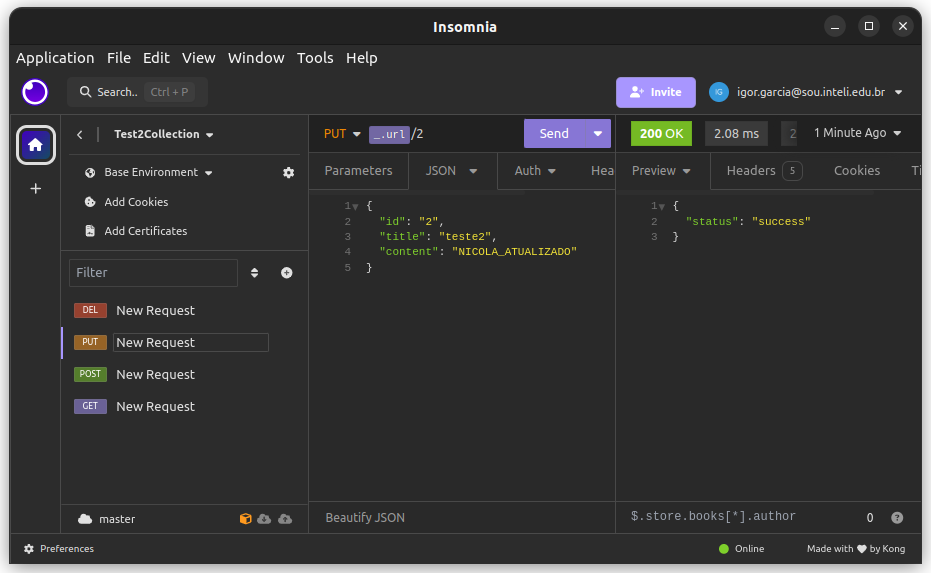 Insomnia
Application File Edit View Window Tools Help
Search.. Ctrl + P
Invite
IG igor.garcia@sou.inteli.edu.br
Test2Collection
Base Environment
Add Cookies
Add Certificates
Filter
DEL New Request
PUT New Request
POST New Request
GET New Request
master
PUT _.url/2 Send
Parameters JSON Auth Hea
1 {
2 "id": "2",
3 "title": "teste2",
4 "content": "NICOLA_ATUALIZADO"
5 }
Beautify JSON
200 OK 2.08 ms 2 1 Minute Ago
Preview Headers 5 Cookies Ti
1 {
2 "status": "success"
3 }
$.store.books[*].author 0 ?
Preferences
Online
Made with ❤ by Kong